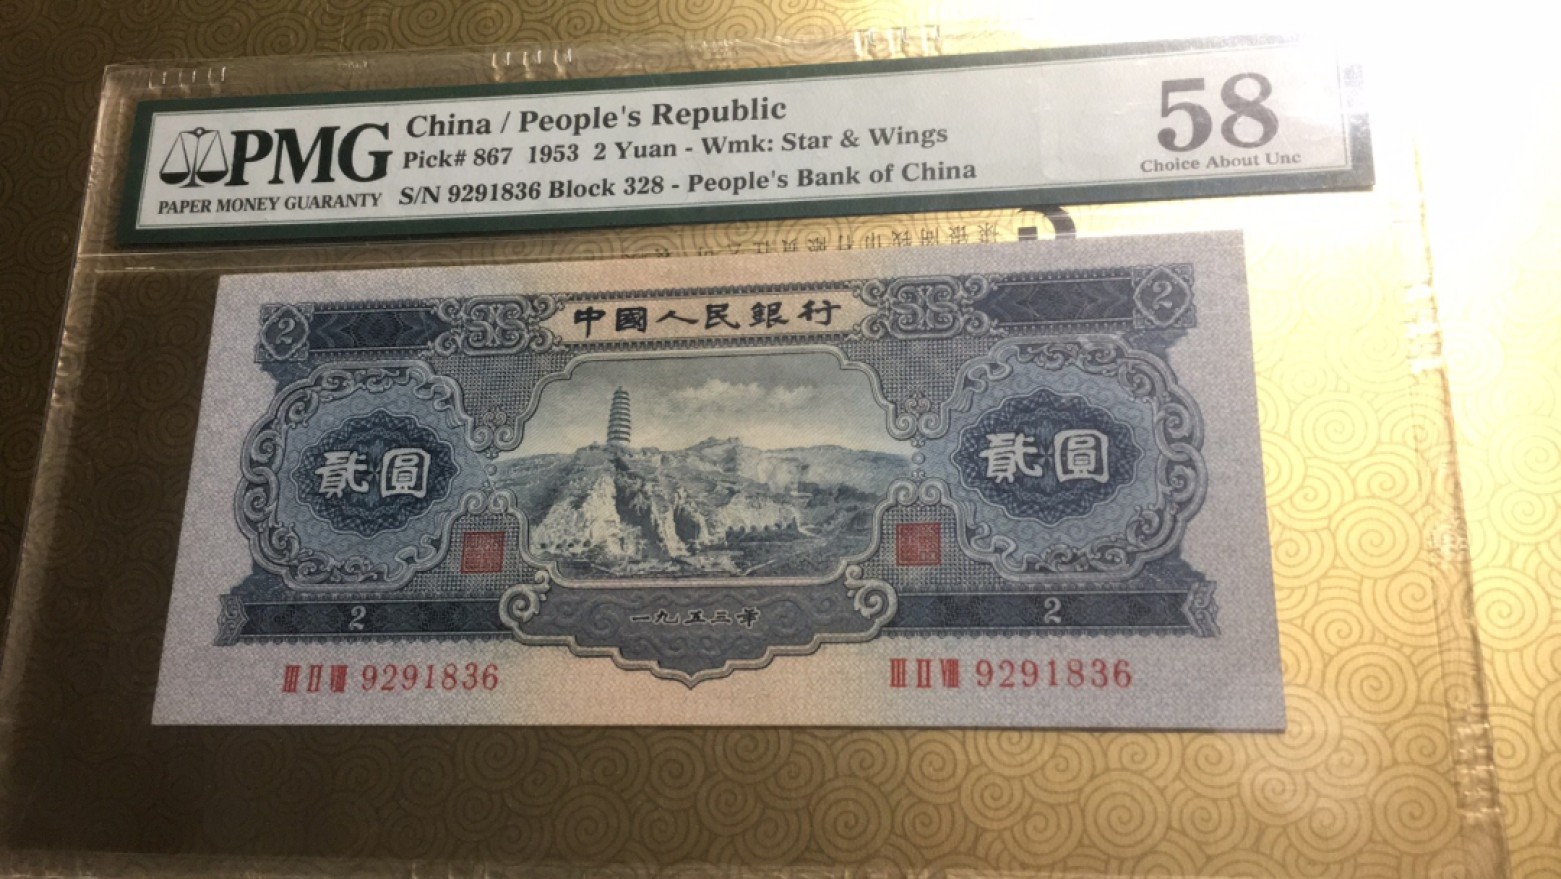 PMG
PAPER MONEY GUARANTY
China / People's Republic
Pick# 867 1953 2 Yuan - Wmk: Star & Wings
S/N 9291836 Block 328 - People's Bank of China
58
Choice About Unc
中國人民銀行
2
2
貳圓
貳圓
一九五三年
2
2
III II VIII 9291836
III II VIII 9291836